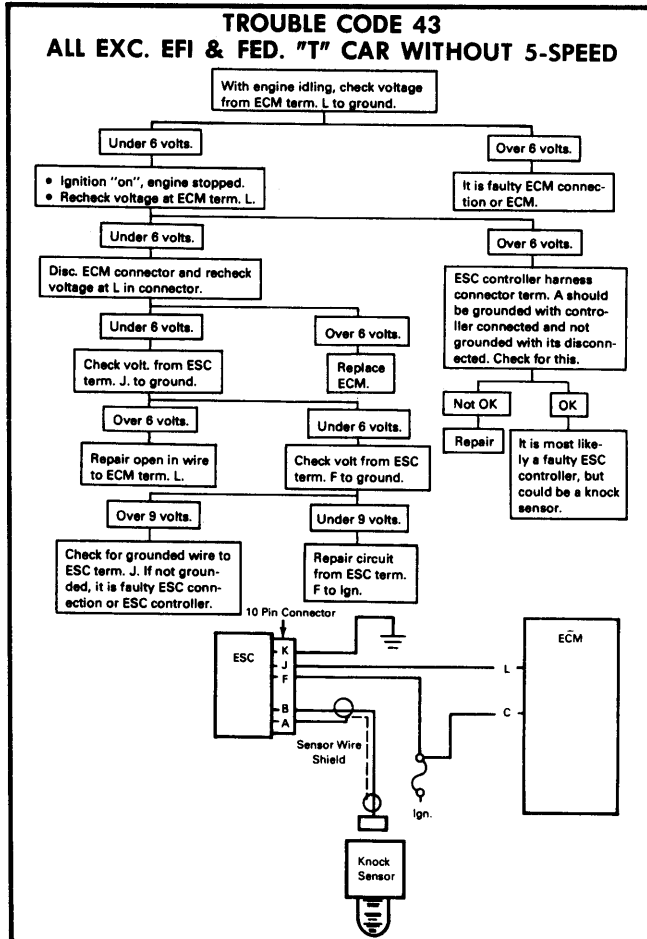 TROUBLE CODE 43
ALL EXC. EFI & FED. "T" CAR WITHOUT 5-SPEED
With engine idling, check voltage
from ECM term. L to ground.
Under 6 volts.
Over 6 volts.
• Ignition "on", engine stopped.
• Recheck voltage at ECM term. L.
It is faulty ECM connec-
tion or ECM.
Under 6 volts.
Over 6 volts.
Disc. ECM connector and recheck
voltage at L in connector.
ESC controller harness
connector term. A should
be grounded with contro-
ller connected and not
grounded with its disconn-
ected. Check for this.
Under 6 volts.
Over 6 volts.
Check volt. from ESC
term. J. to ground.
Replace
ECM.
Not OK
OK
Over 6 volts.
Under 6 volts.
Repair
It is most like-
ly a faulty ESC
controller, but
could be a knock
sensor.
Repair open in wire
to ECM term. L.
Check volt from ESC
term. F to ground.
Over 9 volts.
Under 9 volts.
Check for grounded wire to
ESC term. J. If not groun-
ded, it is faulty ESC conn-
ection or ESC controller.
Repair circuit
from ESC term.
F to Ign.
10 Pin Connector
ESC
K
J
F
B
A
ECM
L
C
Sensor Wire
Shield
Ign.
Knock
Sensor